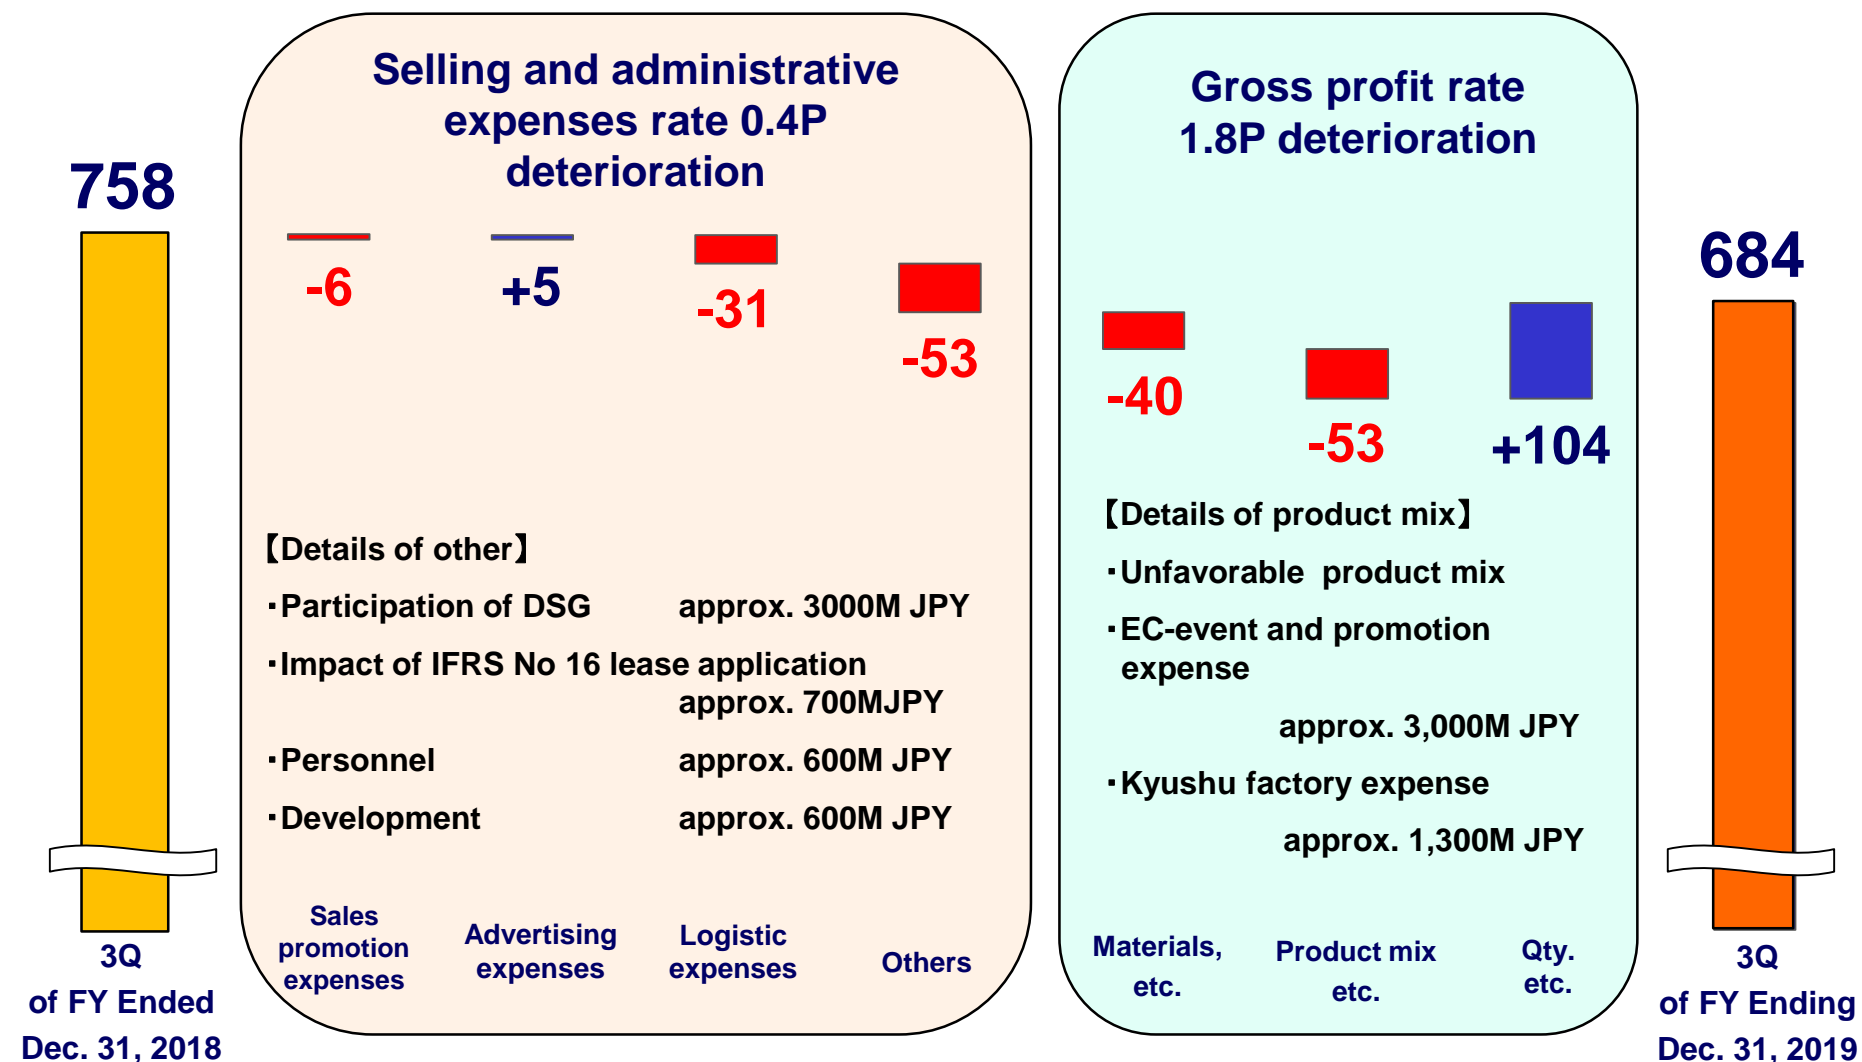 758
3Q
of FY Ended
Dec. 31, 2018
Selling and administrative
expenses rate 0.4P
deterioration
-6
+5
-31
-53
【Details of other】
・Participation of DSG approx. 3000M JPY
・Impact of IFRS No 16 lease application
approx. 700MJPY
・Personnel approx. 600M JPY
・Development approx. 600M JPY
Sales
promotion
expenses
Advertising
expenses
Logistic
expenses
Others
Gross profit rate
1.8P deterioration
-40
-53
+104
【Details of product mix】
・Unfavorable product mix
・EC-event and promotion
expense
approx. 3,000M JPY
・Kyushu factory expense
approx. 1,300M JPY
Materials,
etc.
Product mix
etc.
Qty.
etc.
684
3Q
of FY Ending
Dec. 31, 2019